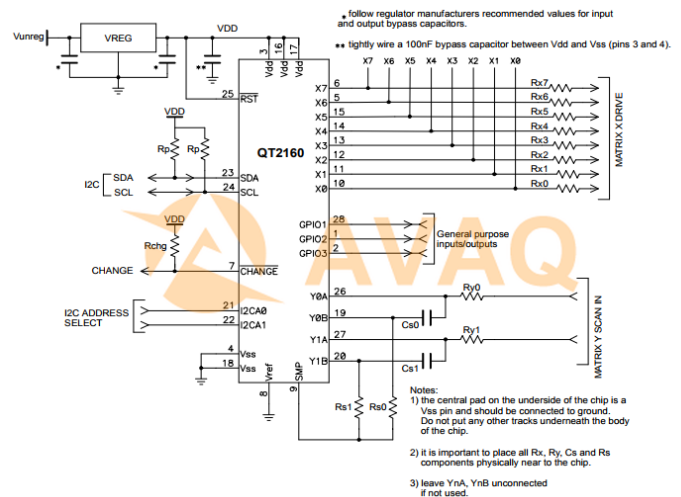 * follow regulator manufacturers recommended values for input
and output bypass capacitors.
** tightly wire a 100nF bypass capacitor between Vdd and Vss (pins 3 and 4).
Vunreg
VREG
VDD
*
*
**
3
16
17
Vdd
Vdd
Vdd
X7
X6
X5
X4
X3
X2
X1
X0
25
RST
QT2160
X7
6
Rx7
X6
5
Rx6
X5
15
Rx5
X4
14
Rx4
X3
13
Rx3
X2
12
Rx2
X1
11
Rx1
X0
10
Rx0
MATRIX X DRIVE
VDD
Rp
Rp
I2C
SDA
SCL
23
SDA
24
SCL
VDD
Rchg
CHANGE
7
CHANGE
GPIO1
28
GPIO2
1
GPIO3
2
General purpose
inputs/outputs
AVAQ
I2C ADDRESS
SELECT
21
I2CA0
22
I2CA1
Y0A
26
Ry0
Y0B
19
Cs0
Y1A
27
Ry1
Y1B
20
Cs1
MATRIX Y SCAN IN
4
Vss
18
Vss
Vref
SMP
8
9
Rs1
Rs0
Notes:
1) the central pad on the underside of the chip is a
Vss pin and should be connected to ground.
Do not put any other tracks underneath the body
of the chip.
2) it is important to place all Rx, Ry, Cs and Rs
components physically near to the chip.
3) leave YnA, YnB unconnected
if not used.